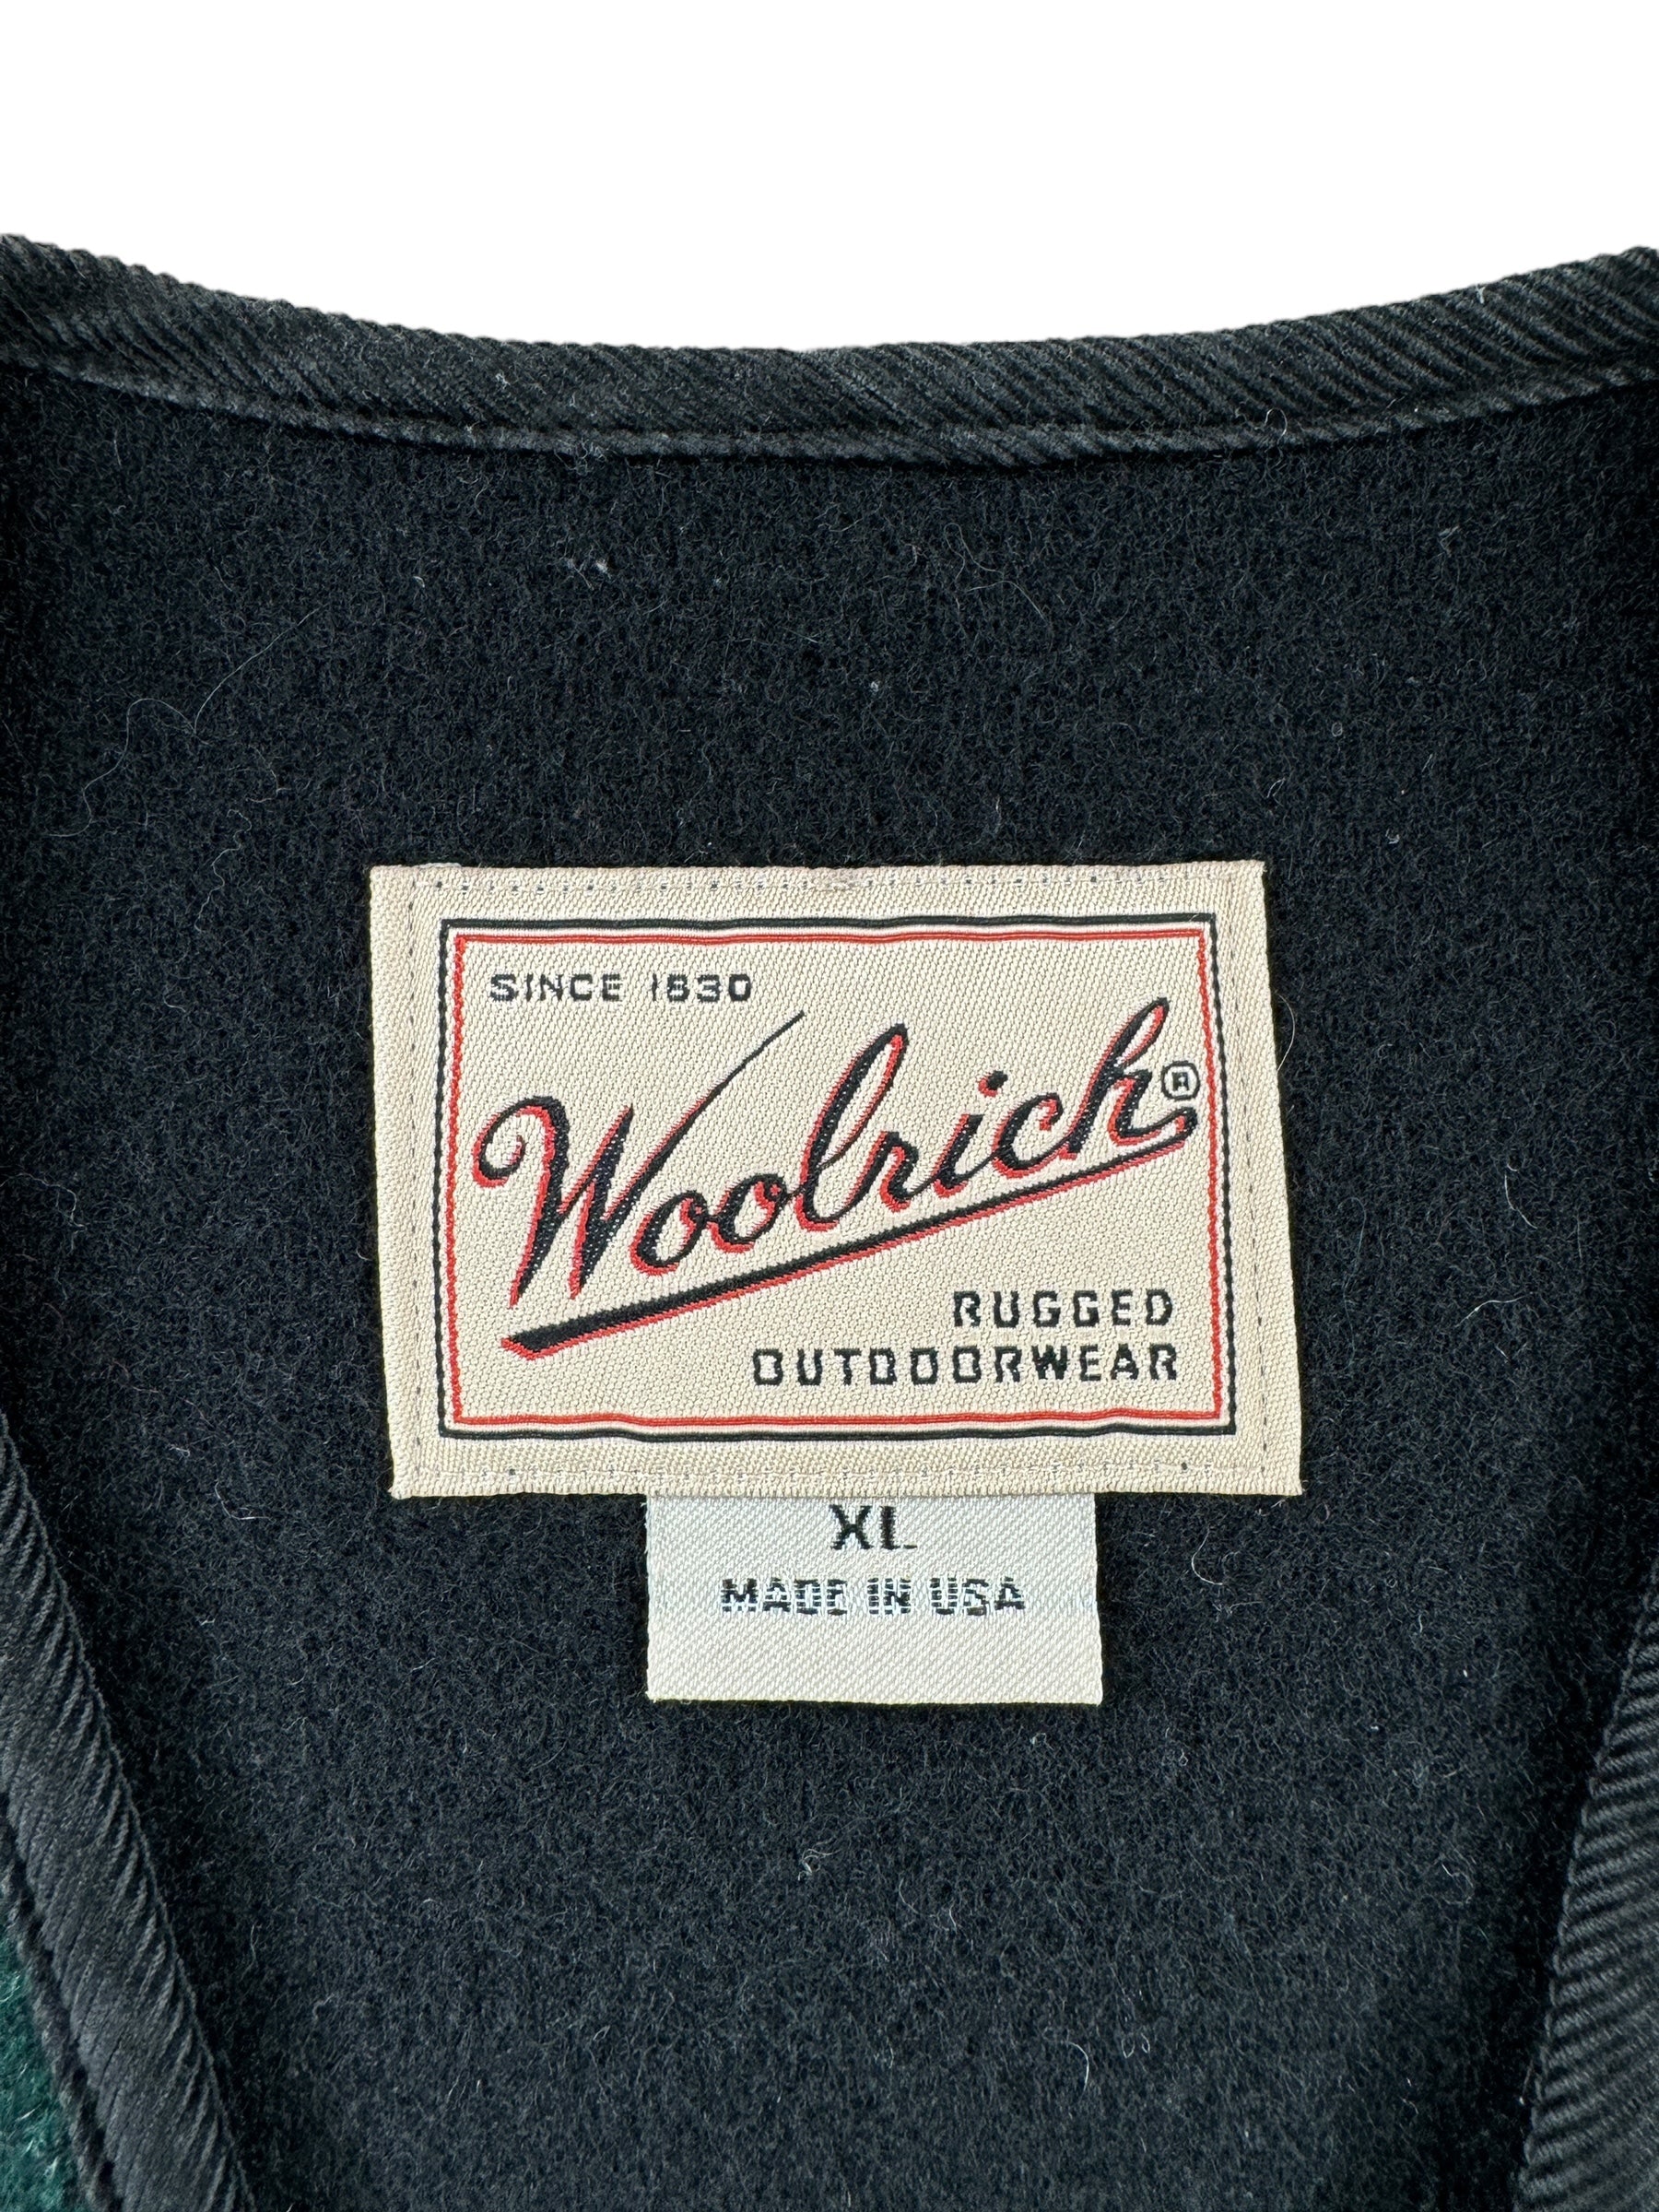 SINCE 1830
Woolrich®
RUGGED
OUTDOORWEAR
XL
MADE IN USA